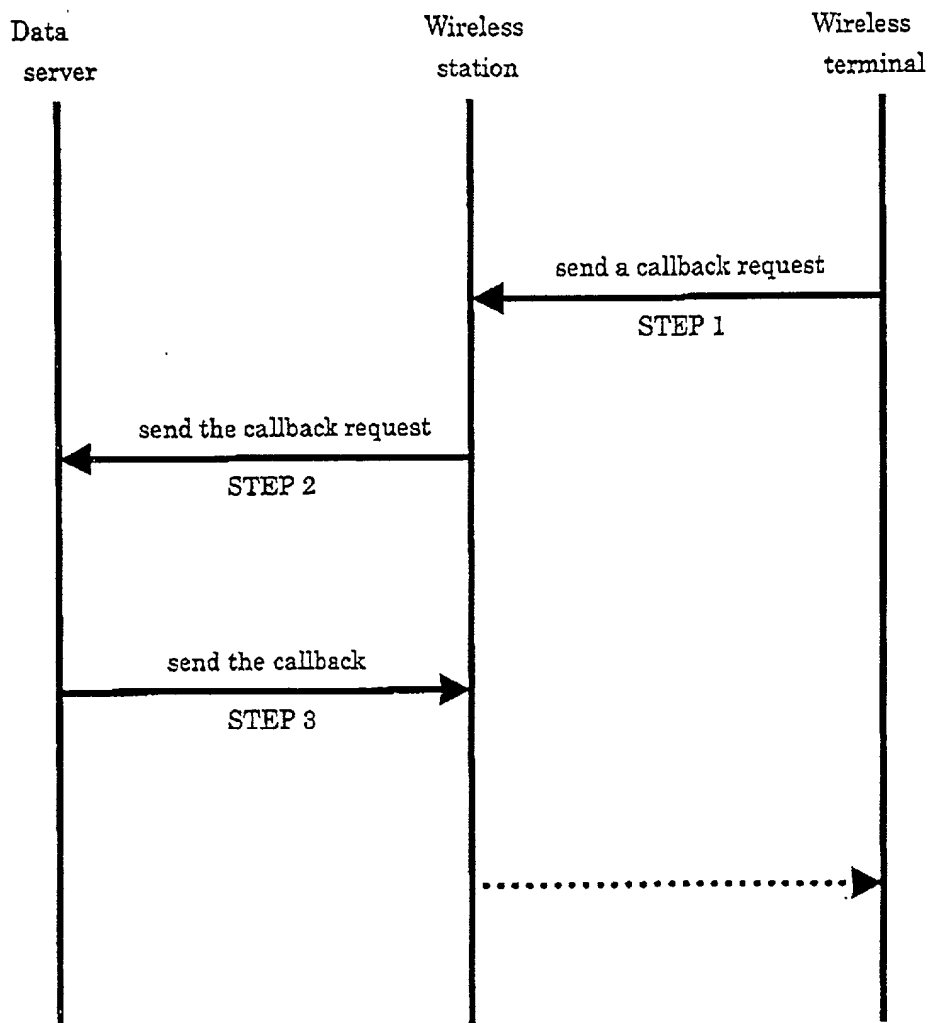 Data
server
Wireless
station
Wireless
terminal
send a callback request
STEP 1
send the callback request
STEP 2
send the callback
STEP 3